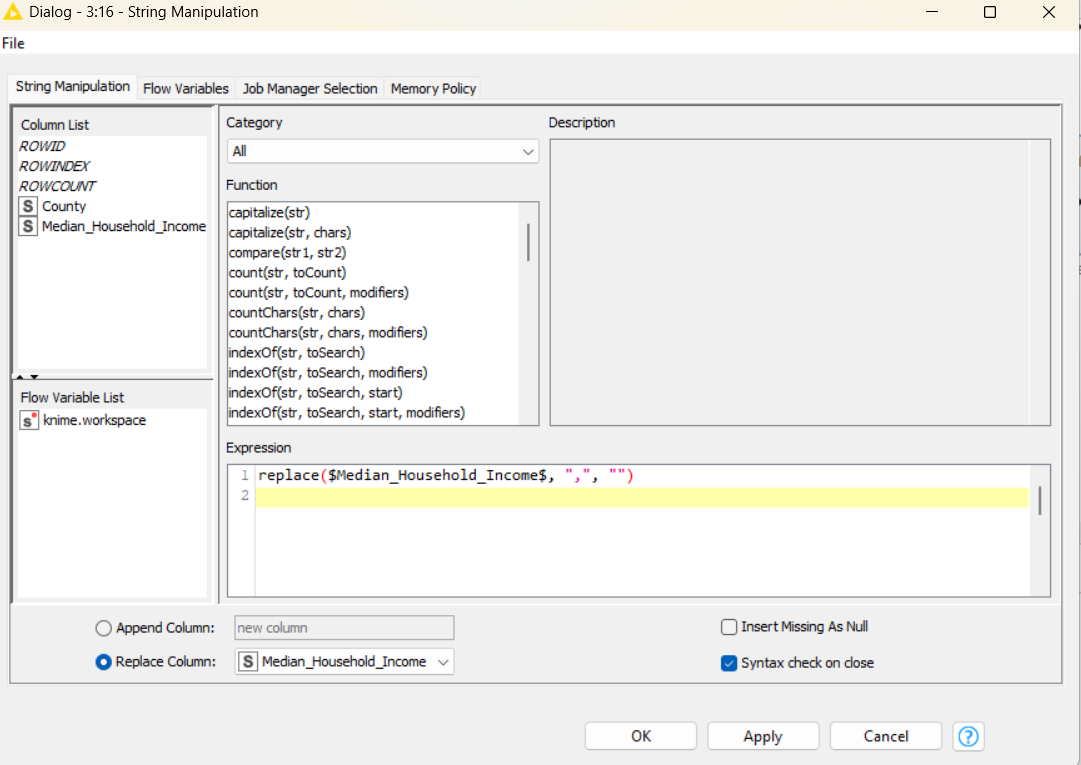 Dialog - 3:16 - String Manipulation
File
String Manipulation Flow Variables Job Manager Selection Memory Policy
Column List
ROWID
ROWINDEX
ROWCOUNT
S County
S Median_Household_Income
Flow Variable List
s knime.workspace
Category
All
Function
capitalize(str)
capitalize(str, chars)
compare(str1, str2)
count(str, toCount)
count(str, toCount, modifiers)
countChars(str, chars)
countChars(str, chars, modifiers)
indexOf(str, toSearch)
indexOf(str, toSearch, modifiers)
indexOf(str, toSearch, start)
indexOf(str, toSearch, start, modifiers)
Description
Expression
1 replace($Median_Household_Income$, ",", "")
2
Append Column: new column
Replace Column: S Median_Household_Income
Insert Missing As Null
Syntax check on close
OK Apply Cancel ?